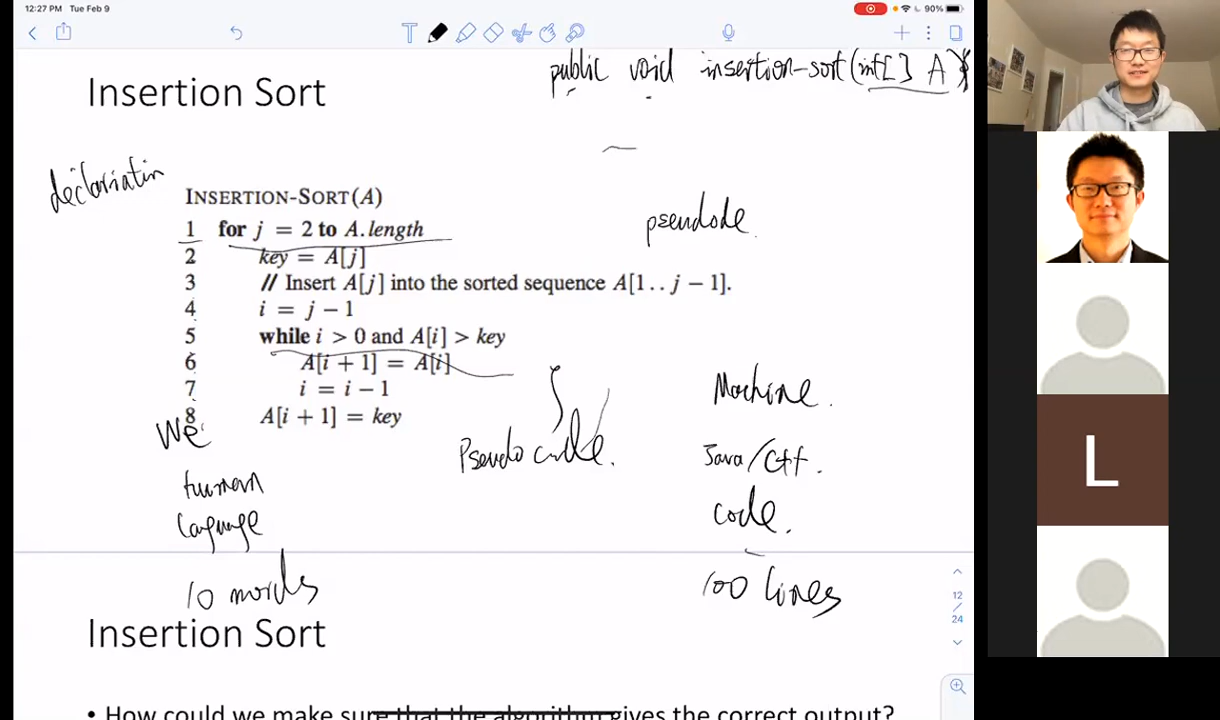 12:27 PM Tue Feb 9
90%
T
public void insertion-sort(int[] A)
Insertion Sort
declariatin
INSERTION-SORT(A)
1 for j = 2 to A.length
2 key = A[j]
3 // Insert A[j] into the sorted sequence A[1 . . j − 1].
4 i = j − 1
5 while i > 0 and A[i] > key
6 A[i + 1] = A[i]
7 i = i − 1
8 A[i + 1] = key
pseudode.
We
human
language
10 words
Pseudo code.
Machine.
Java/C++.
code.
100 lines
12
/
24
Insertion Sort
• How could we make sure that the algorithm gives the correct output?
L